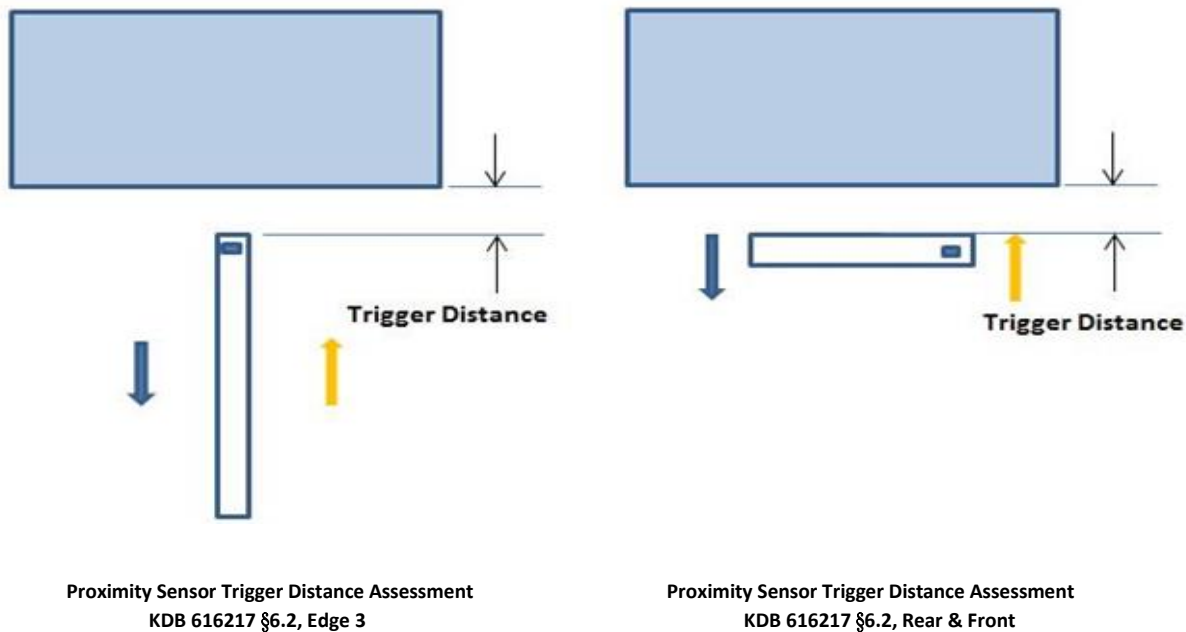 Trigger Distance
Trigger Distance
Proximity Sensor Trigger Distance Assessment
KDB 616217 §6.2, Edge 3
Proximity Sensor Trigger Distance Assessment
KDB 616217 §6.2, Rear & Front